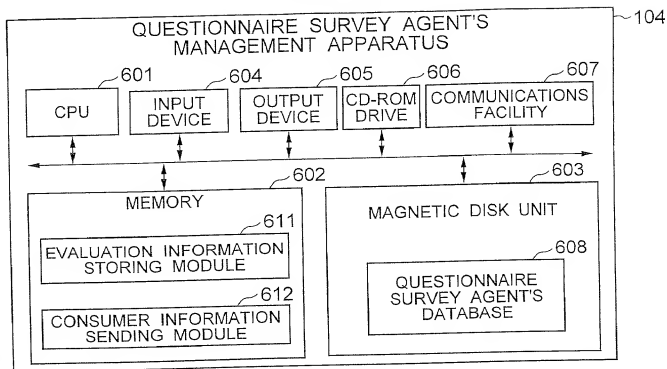 QUESTIONNAIRE SURVEY AGENT'S
MANAGEMENT APPARATUS
104
601
604
605
606
607
CPU
INPUT
DEVICE
OUTPUT
DEVICE
CD-ROM
DRIVE
COMMUNICATIONS
FACILITY
602
603
MEMORY
611
EVALUATION INFORMATION
STORING MODULE
612
CONSUMER INFORMATION
SENDING MODULE
MAGNETIC DISK UNIT
608
QUESTIONNAIRE
SURVEY AGENT'S
DATABASE